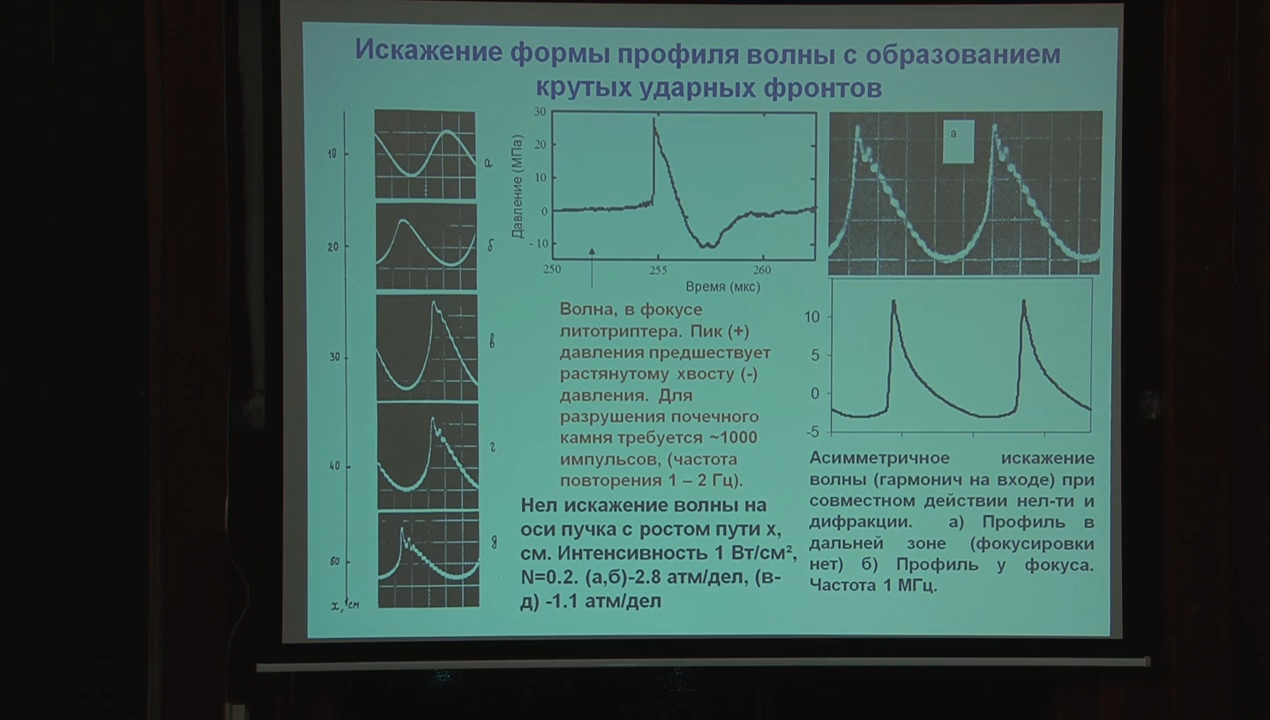 Искажение формы профиля волны с образованием
крутых ударных фронтов
10
20
30
40
60
x, см
а
б
в
г
д
Давление (МПа)
30
20
10
0
- 10
250
255
260
Время (мкс)
Волна, в фокусе
литотриптера. Пик (+)
давления предшествует
растянутому хвосту (-)
давления. Для
разрушения почечного
камня требуется ~1000
импульсов, (частота
повторения 1 – 2 Гц).
Нел искажение волны на
оси пучка с ростом пути x,
см. Интенсивность 1 Вт/см²,
N=0.2. (а,б)-2.8 атм/дел, (в-
д) -1.1 атм/дел
а
10
5
0
-5
Асимметричное искажение
волны (гармонич на входе) при
совместном действии нел-ти и
дифракции. а) Профиль в
дальней зоне (фокусировки
нет) б) Профиль у фокуса.
Частота 1 МГц.